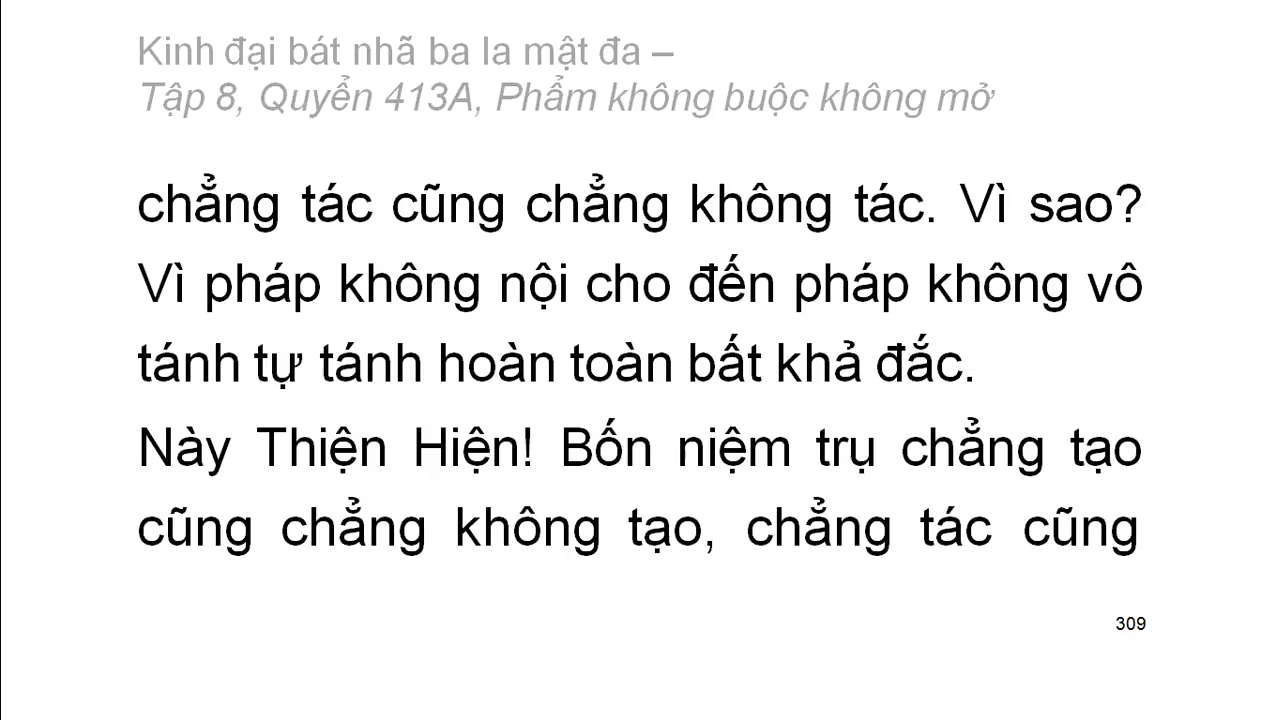 Kinh đại bát nhã ba la mật đa –
Tập 8, Quyển 413A, Phẩm không buộc không mở
chẳng tác cũng chẳng không tác. Vì sao?
Vì pháp không nội cho đến pháp không vô
tánh tự tánh hoàn toàn bất khả đắc.
Này Thiện Hiện! Bốn niệm trụ chẳng tạo
cũng chẳng không tạo, chẳng tác cũng
309